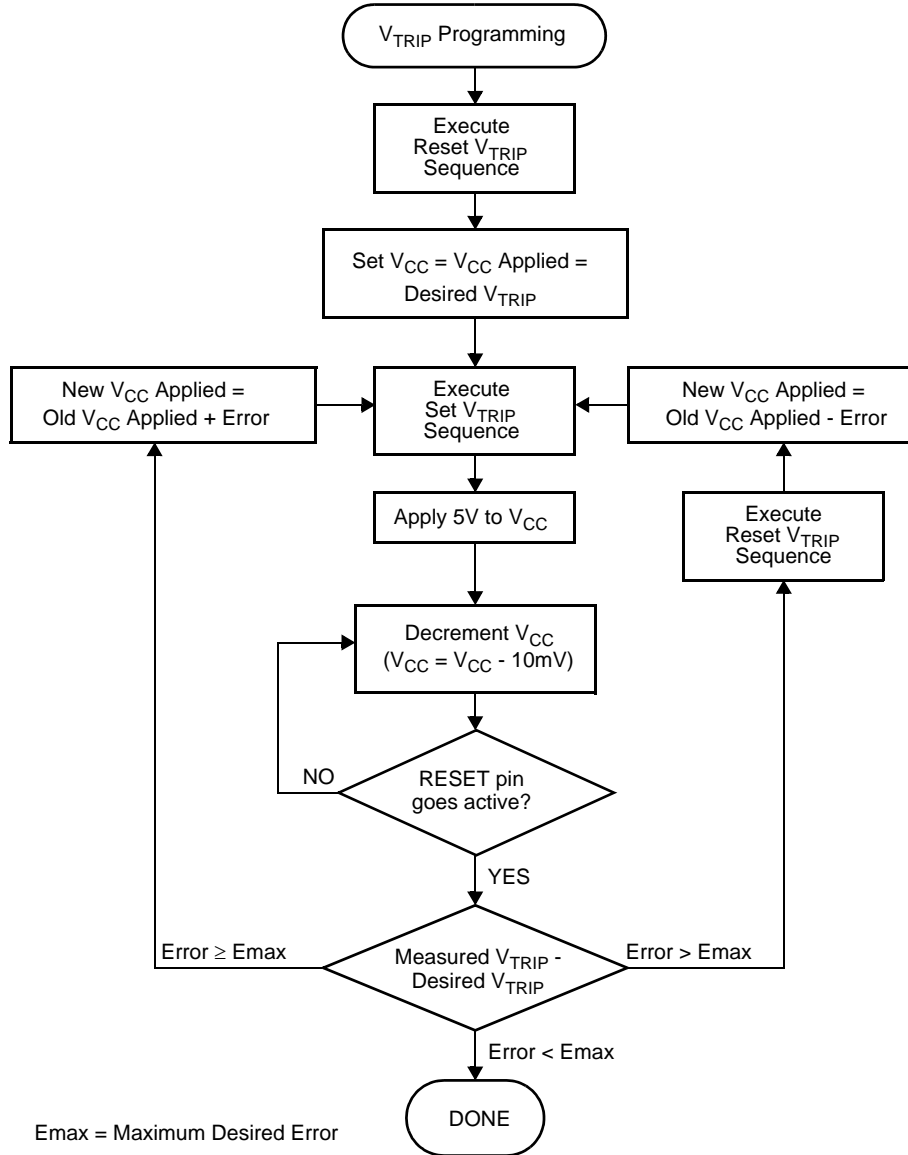 V_TRIP Programming
Execute
Reset V_TRIP
Sequence
Set V_CC = V_CC Applied =
Desired V_TRIP
New V_CC Applied =
Old V_CC Applied + Error
Execute
Set V_TRIP
Sequence
New V_CC Applied =
Old V_CC Applied - Error
Apply 5V to V_CC
Execute
Reset V_TRIP
Sequence
Decrement V_CC
(V_CC = V_CC - 10mV)
NO
RESET pin
goes active?
YES
Error ≥ Emax
Measured V_TRIP -
Desired V_TRIP
Error > Emax
Error < Emax
DONE
Emax = Maximum Desired Error